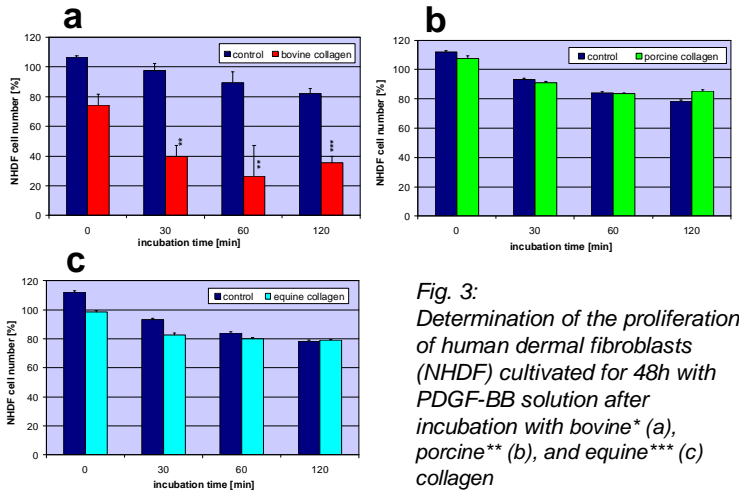 a
control bovine collagen
NHDF cell number [%]
120
100
80
60
40
20
0
** ** ***
0 30 60 120
incubation time [min]
b
control porcine collagen
NHDF cell number [%]
120
100
80
60
40
20
0
0 30 60 120
incubation time [min]
c
control equine collagen
NHDF cell number [%]
120
100
80
60
40
20
0
0 30 60 120
incubation time [min]
Fig. 3:
Determination of the proliferation
of human dermal fibroblasts
(NHDF) cultivated for 48h with
PDGF-BB solution after
incubation with bovine* (a),
porcine** (b), and equine*** (c)
collagen